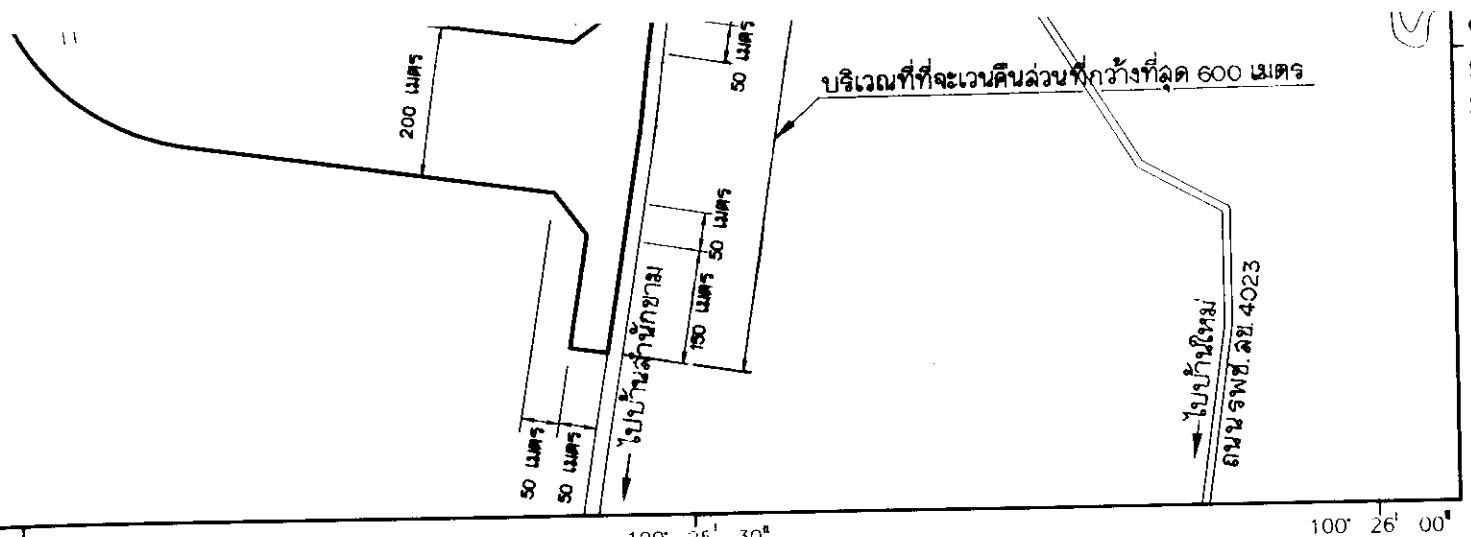 50 เมตร
200 เมตร
บริเวณที่ที่จะเวนคืนส่วนที่กว้างที่สุด 600 เมตร
50 เมตร
150 เมตร
ไปบ้านสำนักขาม
ไปบ้านใหม่
ถนนรพช.สข.4023
50 เมตร
50 เมตร
100° 26' 30"
100° 26' 00"